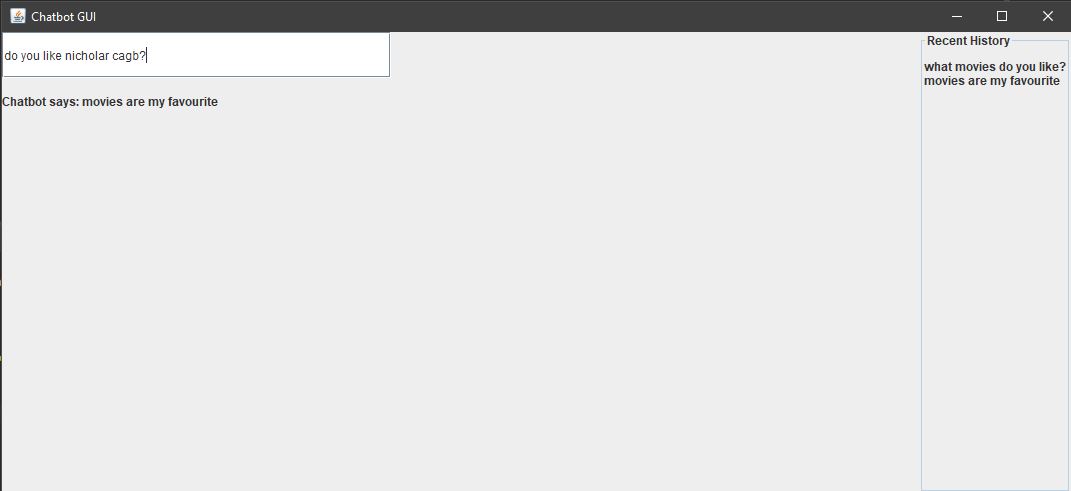 Chatbot GUI
do you like nicholar cagb?
Chatbot says: movies are my favourite
Recent History
what movies do you like?
movies are my favourite